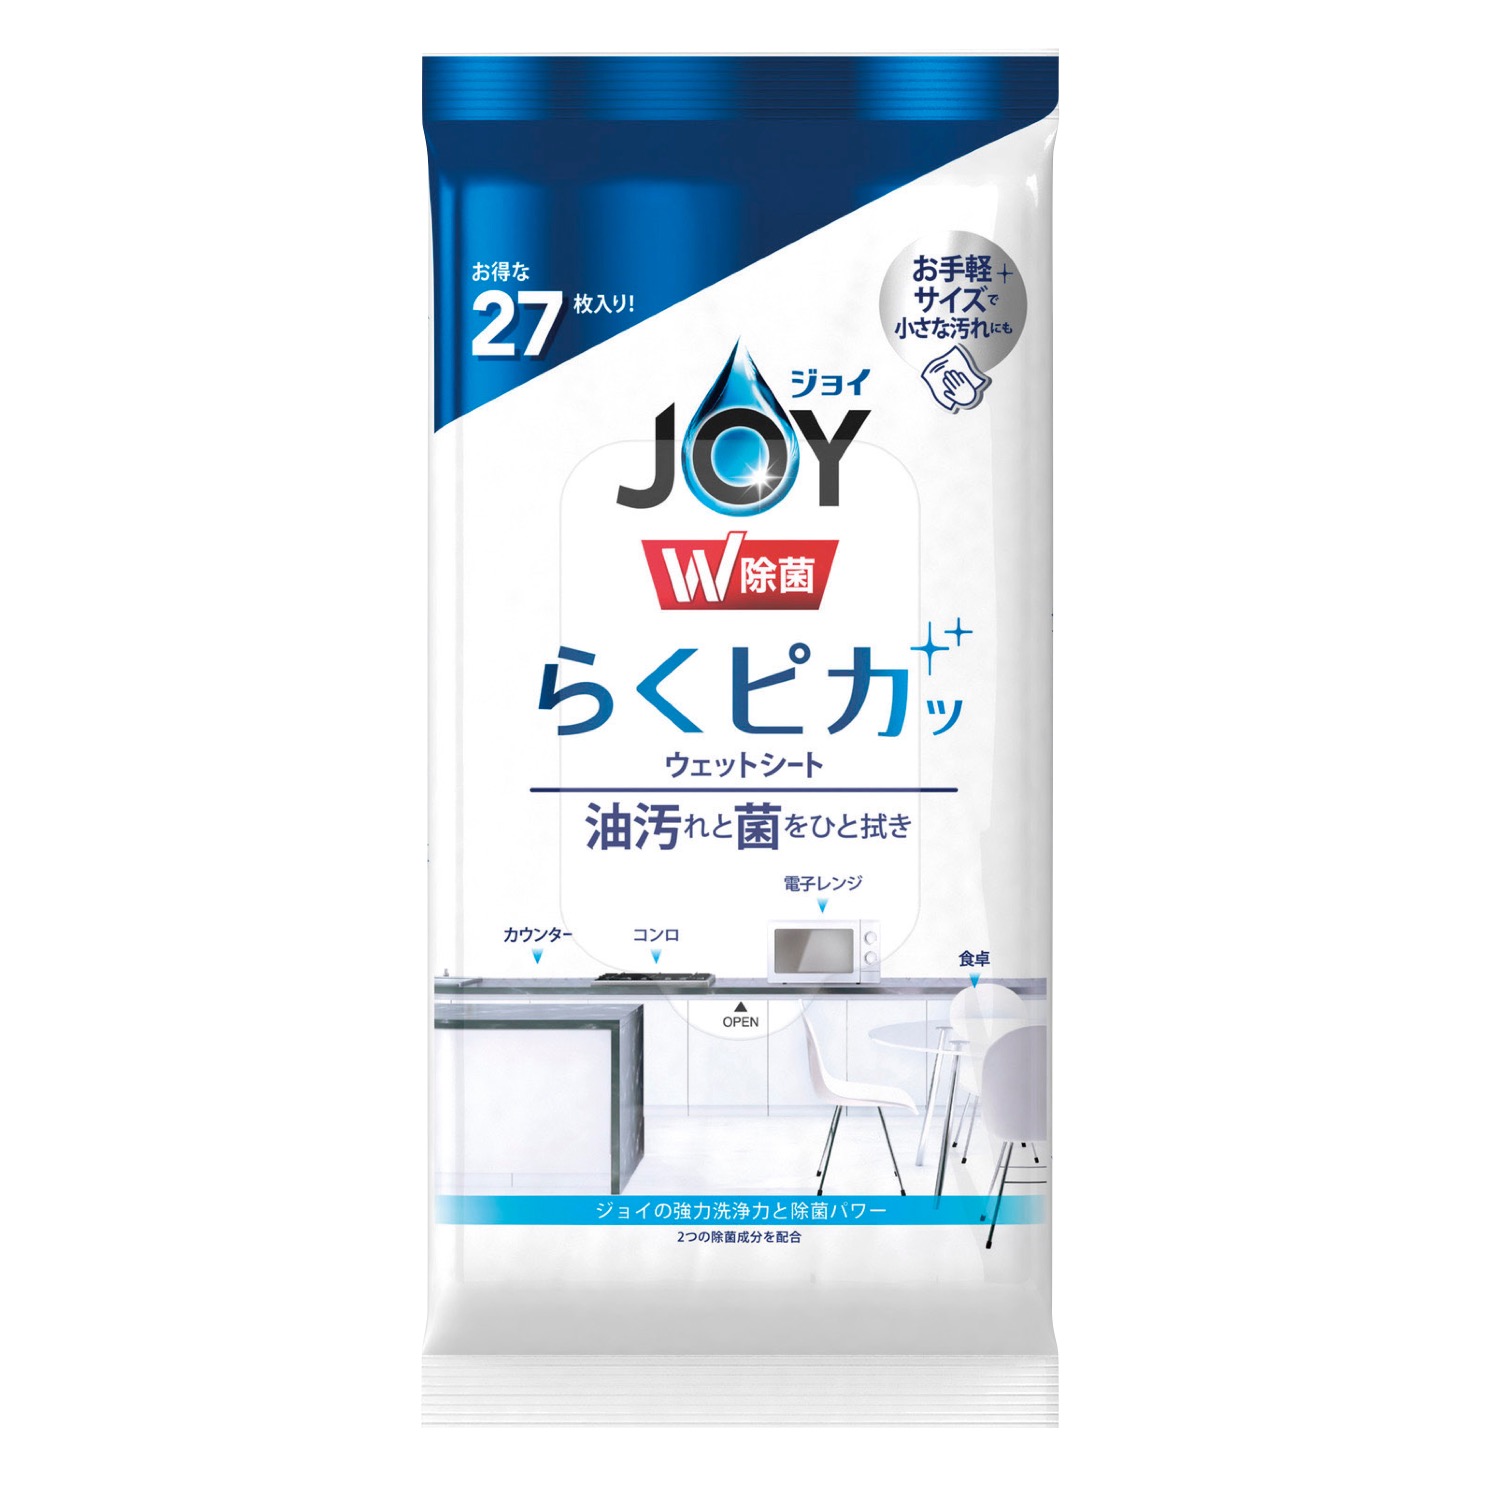 お得な
27枚入り!
お手軽
サイズで
小さな汚れにも
ジョイ
JOY
W除菌
らくピカッ
ウェットシート
油汚れと菌をひと拭き
電子レンジ
カウンター
コンロ
食卓
OPEN
ジョイの強力洗浄力と除菌パワー
2つの除菌成分を配合